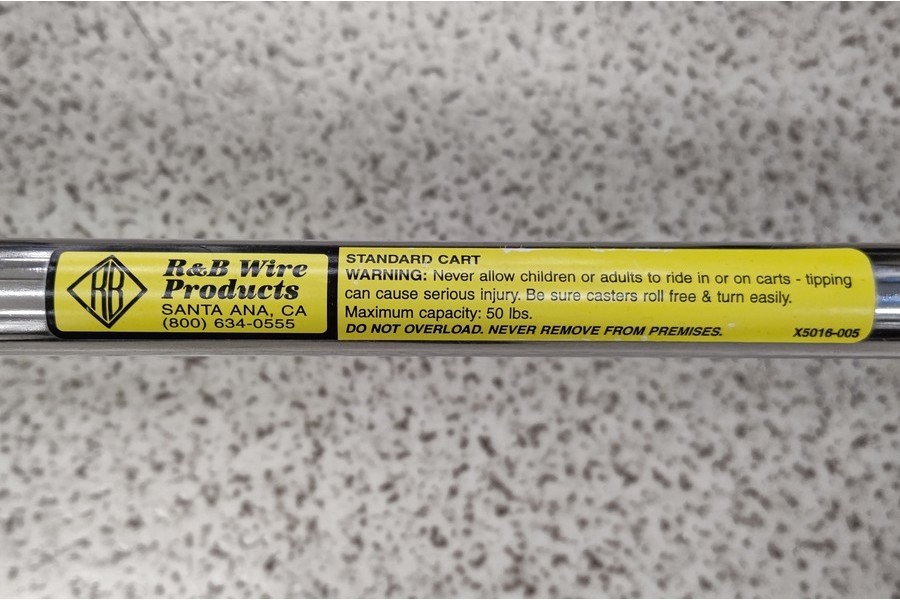 RB
R&B Wire
Products
SANTA ANA, CA
(800) 634-0555
STANDARD CART
WARNING: Never allow children or adults to ride in or on carts - tipping
can cause serious injury. Be sure casters roll free & turn easily.
Maximum capacity: 50 lbs.
DO NOT OVERLOAD. NEVER REMOVE FROM PREMISES.
X5016-005